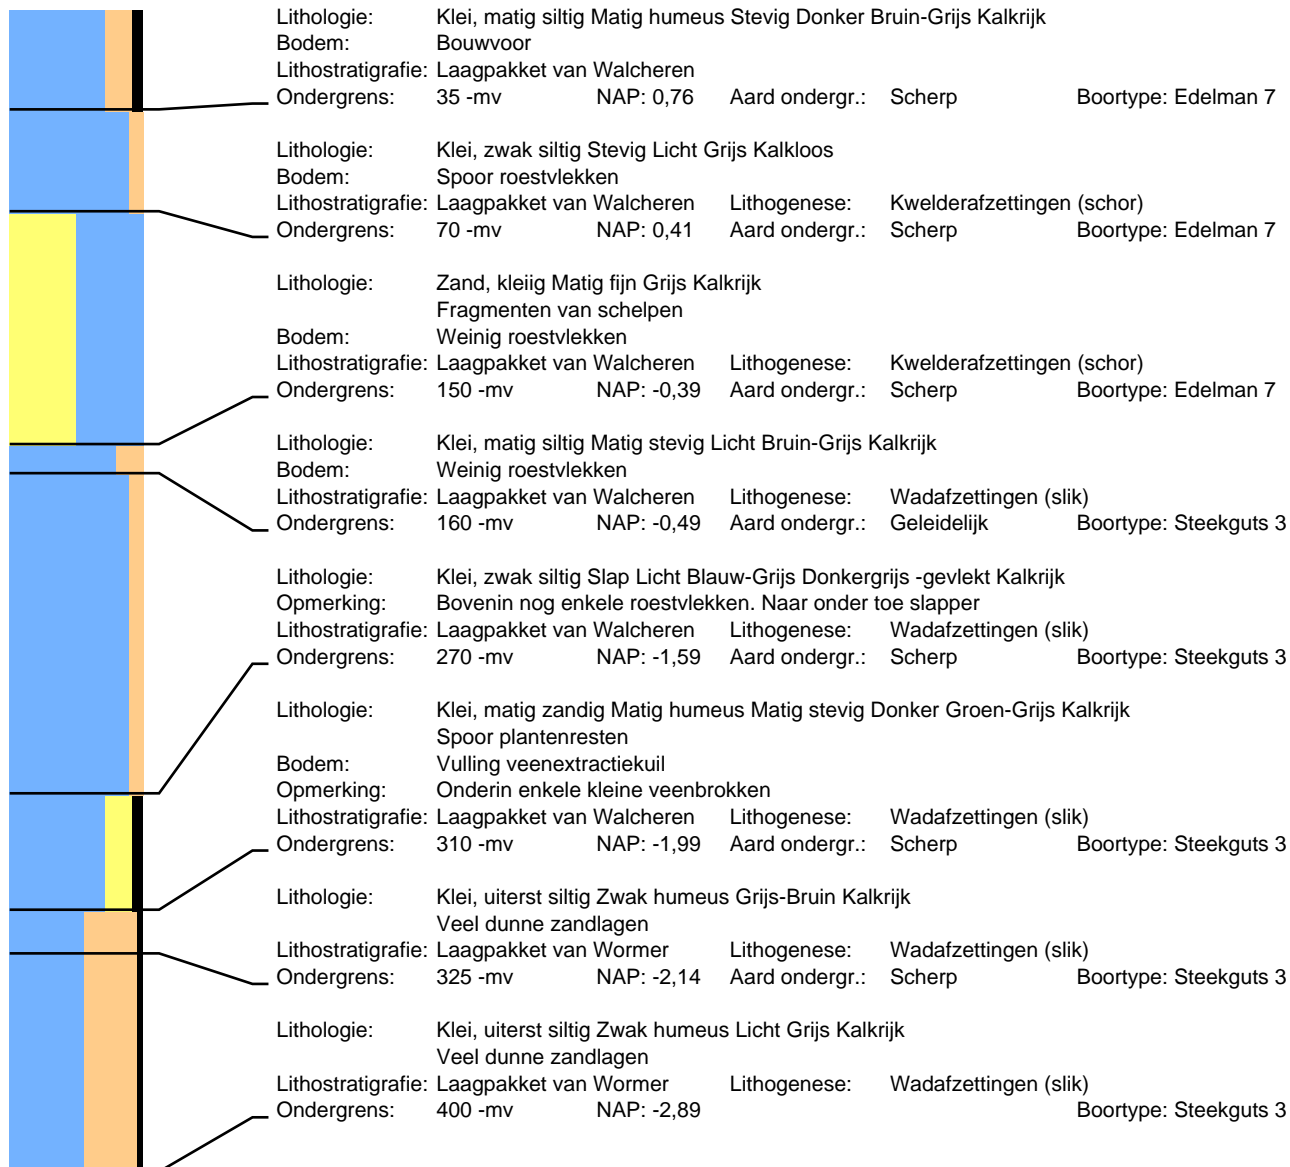 Lithologie: Klei, matig siltig Matig humeus Stevig Donker Bruin-Grijs Kalkrijk
Bodem: Bouwvoor
Lithostratigrafie: Laagpakket van Walcheren
Ondergrens: 35 -mv NAP: 0,76 Aard ondergr.: Scherp Boortype: Edelman 7
Lithologie: Klei, zwak siltig Stevig Licht Grijs Kalkloos
Bodem: Spoor roestvlekken
Lithostratigrafie: Laagpakket van Walcheren Lithogenese: Kwelderafzettingen (schor)
Ondergrens: 70 -mv NAP: 0,41 Aard ondergr.: Scherp Boortype: Edelman 7
Lithologie: Zand, kleiig Matig fijn Grijs Kalkrijk
Fragmenten van schelpen
Bodem: Weinig roestvlekken
Lithostratigrafie: Laagpakket van Walcheren Lithogenese: Kwelderafzettingen (schor)
Ondergrens: 150 -mv NAP: -0,39 Aard ondergr.: Scherp Boortype: Edelman 7
Lithologie: Klei, matig siltig Matig stevig Licht Bruin-Grijs Kalkrijk
Bodem: Weinig roestvlekken
Lithostratigrafie: Laagpakket van Walcheren Lithogenese: Wadafzettingen (slik)
Ondergrens: 160 -mv NAP: -0,49 Aard ondergr.: Geleidelijk Boortype: Steekguts 3
Lithologie: Klei, zwak siltig Slap Licht Blauw-Grijs Donkergrijs -gevlekt Kalkrijk
Opmerking: Bovenin nog enkele roestvlekken. Naar onder toe slapper
Lithostratigrafie: Laagpakket van Walcheren Lithogenese: Wadafzettingen (slik)
Ondergrens: 270 -mv NAP: -1,59 Aard ondergr.: Scherp Boortype: Steekguts 3
Lithologie: Klei, matig zandig Matig humeus Matig stevig Donker Groen-Grijs Kalkrijk
Spoor plantenresten
Bodem: Vulling veenextractiekuil
Opmerking: Onderin enkele kleine veenbrokken
Lithostratigrafie: Laagpakket van Walcheren Lithogenese: Wadafzettingen (slik)
Ondergrens: 310 -mv NAP: -1,99 Aard ondergr.: Scherp Boortype: Steekguts 3
Lithologie: Klei, uiterst siltig Zwak humeus Grijs-Bruin Kalkrijk
Veel dunne zandlagen
Lithostratigrafie: Laagpakket van Wormer Lithogenese: Wadafzettingen (slik)
Ondergrens: 325 -mv NAP: -2,14 Aard ondergr.: Scherp Boortype: Steekguts 3
Lithologie: Klei, uiterst siltig Zwak humeus Licht Grijs Kalkrijk
Veel dunne zandlagen
Lithostratigrafie: Laagpakket van Wormer Lithogenese: Wadafzettingen (slik)
Ondergrens: 400 -mv NAP: -2,89 Boortype: Steekguts 3